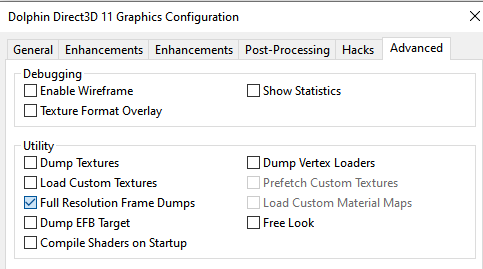 Dolphin Direct3D 11 Graphics Configuration
General Enhancements Enhancements Post-Processing Hacks Advanced
Debugging
Enable Wireframe Show Statistics
Texture Format Overlay
Utility
Dump Textures Dump Vertex Loaders
Load Custom Textures Prefetch Custom Textures
Full Resolution Frame Dumps Load Custom Material Maps
Dump EFB Target Free Look
Compile Shaders on Startup